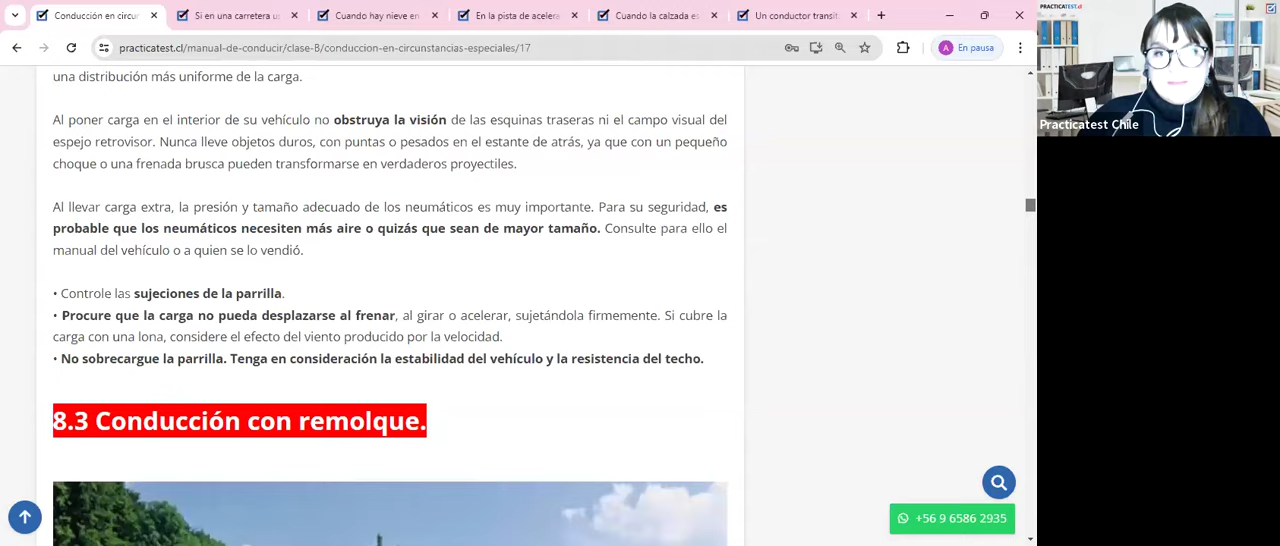 Conducción en circun
Si en una carretera us
Cuando hay nieve en
En la pista de acelera
Cuando la calzada es
Un conductor transita
practicatest.cl/manual-de-conducir/clase-B/conduccion-en-circunstancias-especiales/17
A En pausa
una distribución más uniforme de la carga.
Al poner carga en el interior de su vehículo no obstruya la visión de las esquinas traseras ni el campo visual del
espejo retrovisor. Nunca lleve objetos duros, con puntas o pesados en el estante de atrás, ya que con un pequeño
choque o una frenada brusca pueden transformarse en verdaderos proyectiles.
Al llevar carga extra, la presión y tamaño adecuado de los neumáticos es muy importante. Para su seguridad, es
probable que los neumáticos necesiten más aire o quizás que sean de mayor tamaño. Consulte para ello el
manual del vehículo o a quien se lo vendió.
• Controle las sujeciones de la parrilla.
• Procure que la carga no pueda desplazarse al frenar, al girar o acelerar, sujetándola firmemente. Si cubre la
carga con una lona, considere el efecto del viento producido por la velocidad.
• No sobrecargue la parrilla. Tenga en consideración la estabilidad del vehículo y la resistencia del techo.
8.3 Conducción con remolque.
+56 9 6586 2935
PRACTICATEST.cl
Practicatest Chile